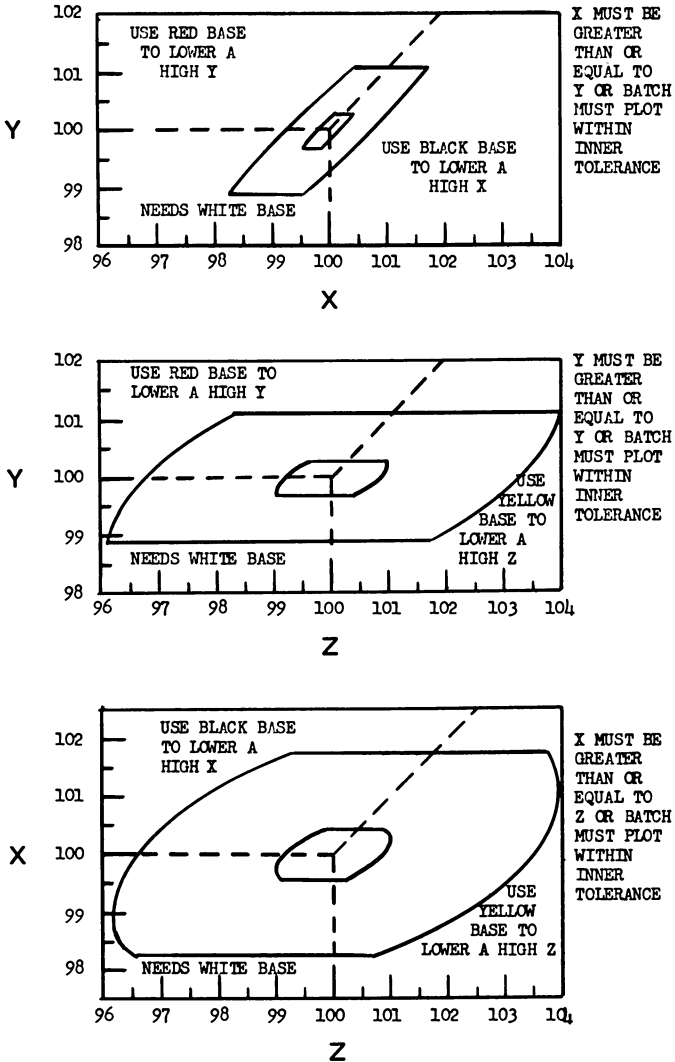 102
101
100
99
98
Y
USE RED BASE
TO LOWER A
HIGH Y
USE BLACK BASE
TO LOWER A
HIGH X
NEEDS WHITE BASE
96 97 98 99 100 101 102 103 104
X
X MUST BE
GREATER
THAN OR
EQUAL TO
Y OR BATCH
MUST PLOT
WITHIN
INNER
TOLERANCE
102
101
100
99
98
Y
USE RED BASE TO
LOWER A HIGH Y
USE
YELLOW
BASE TO
LOWER A
HIGH Z
NEEDS WHITE BASE
96 97 98 99 100 101 102 103 104
Z
Y MUST BE
GREATER
THAN OR
EQUAL TO
Y OR BATCH
MUST PLOT
WITHIN
INNER
TOLERANCE
102
101
100
99
98
X
USE BLACK BASE
TO LOWER A
HIGH X
USE
YELLOW
BASE TO
LOWER A HIGH Z
NEEDS WHITE BASE
96 97 98 99 100 101 102 103 104
Z
X MUST BE
GREATER
THAN OR
EQUAL TO
Z OR BATCH
MUST PLOT
WITHIN
INNER
TOLERANCE